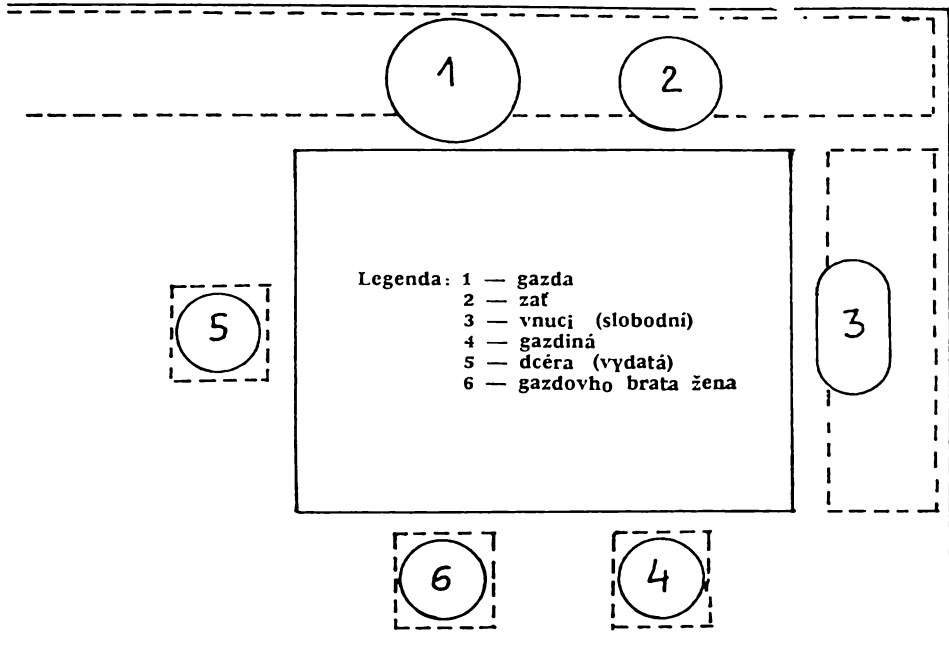 1
2
Legenda: 1 — gazda
2 — zať
3 — vnuci (slobodní)
4 — gazdiná
5 — dcéra (vydatá)
6 — gazdovho brata žena
5
3
6
4